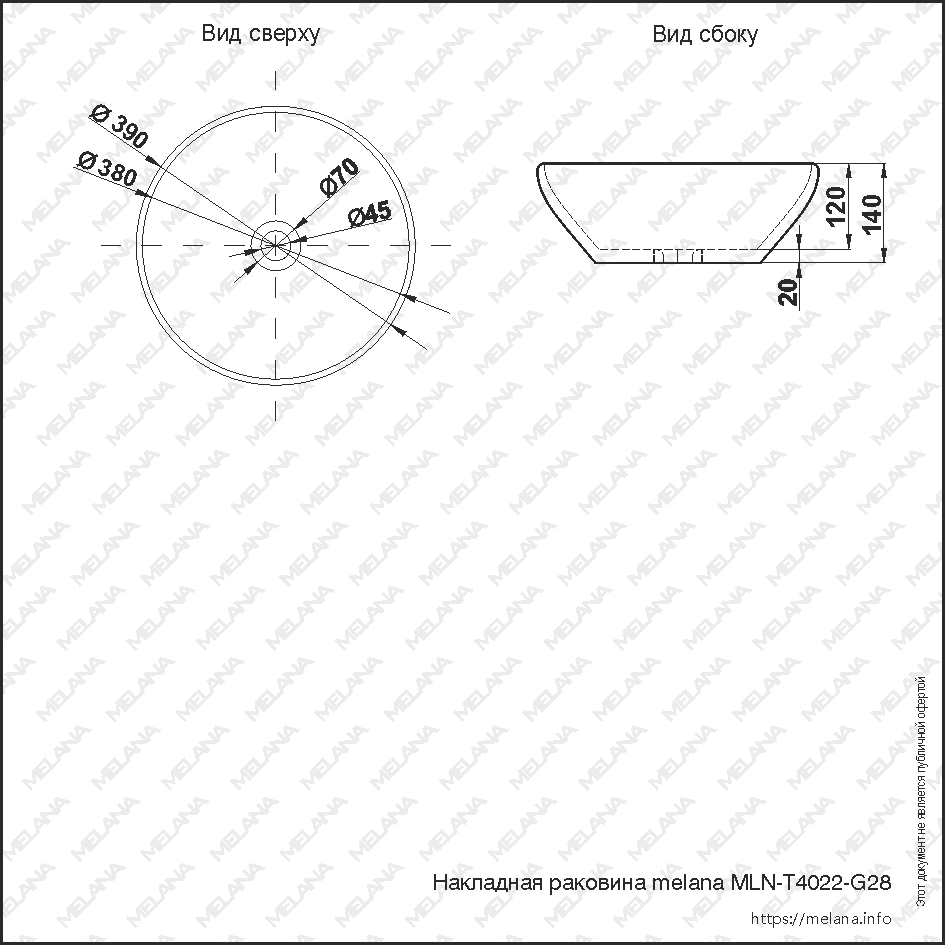 Вид сверху
Вид сбоку
Ø 390
Ø 380
Ø70
Ø45
120
140
20
Этот документ не является публичной офертой
Накладная раковина melana MLN-T4022-G28
https://melana.info
MELANA